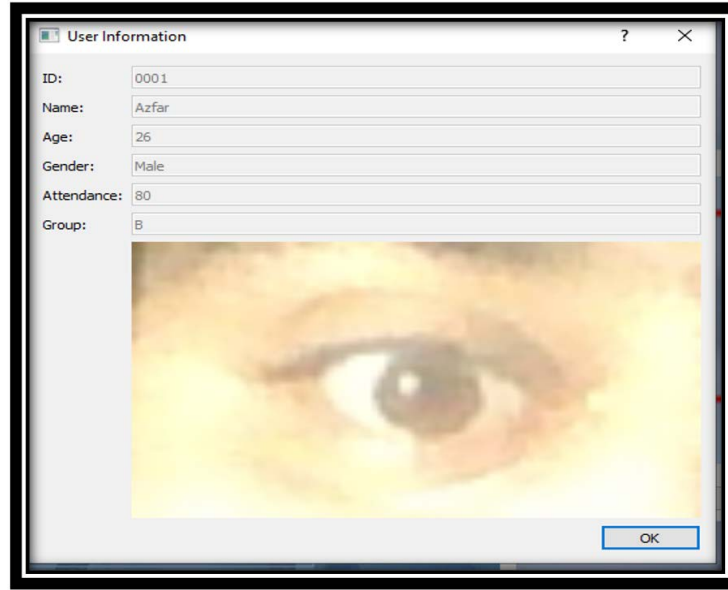 User Information ?
ID: 0001
Name: Azfar
Age: 26
Gender: Male
Attendance: 80
Group: B
OK